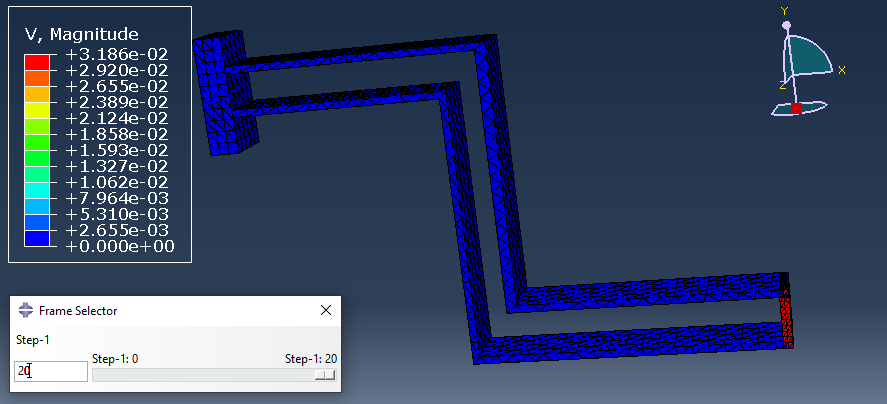 V, Magnitude
+3.186e-02
+2.920e-02
+2.655e-02
+2.389e-02
+2.124e-02
+1.858e-02
+1.593e-02
+1.327e-02
+1.062e-02
+7.964e-03
+5.310e-03
+2.655e-03
+0.000e+00
Y
X
Z
Frame Selector
Step-1
Step-1: 0 Step-1: 20
20